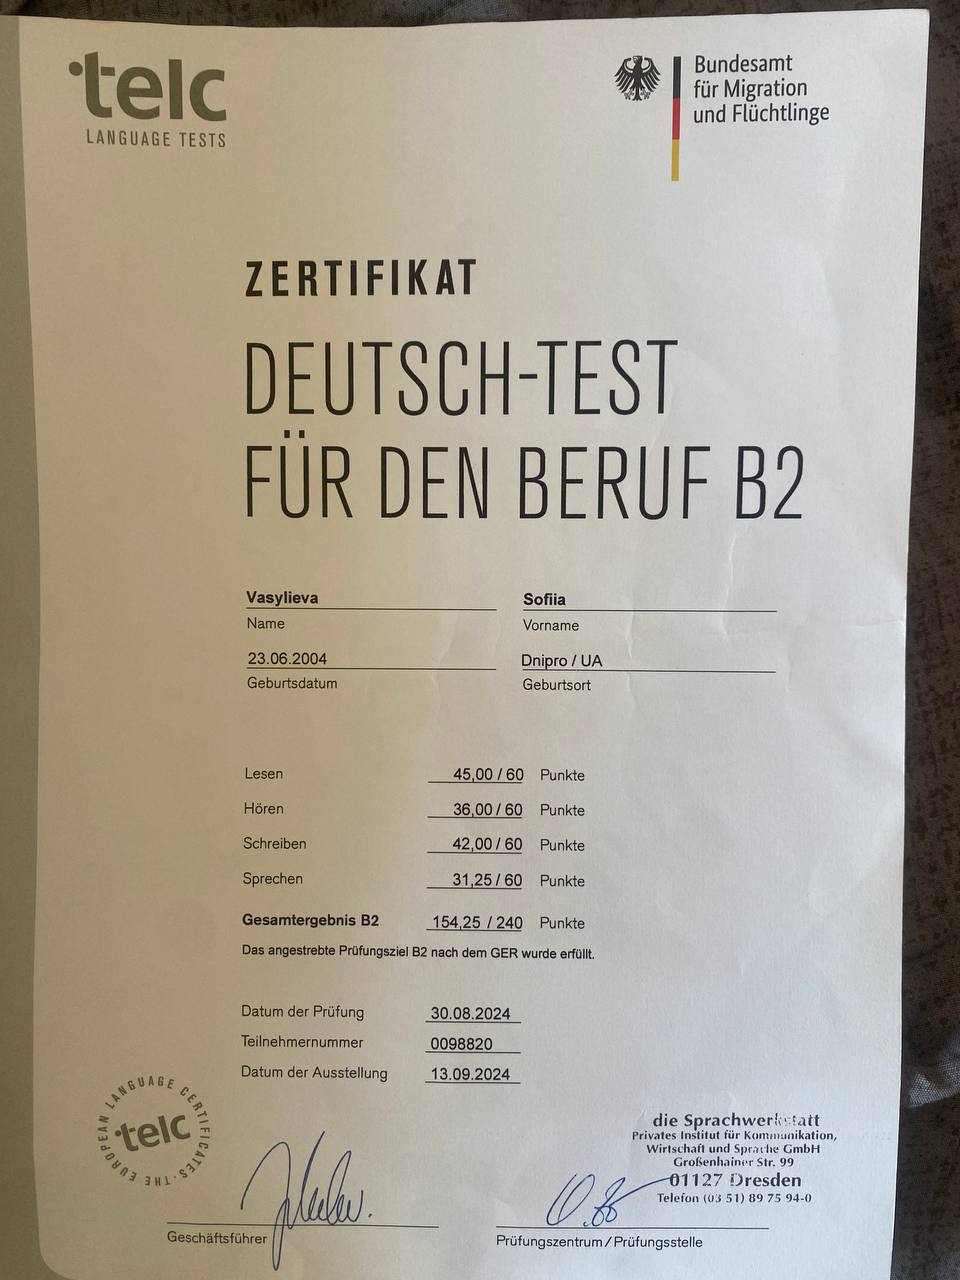 telc
LANGUAGE TESTS
Bundesamt
für Migration
und Flüchtlinge
ZERTIFIKAT
DEUTSCH-TEST
FÜR DEN BERUF B2
Vasylieva
Name
Sofiia
Vorname
23.06.2004
Geburtsdatum
Dnipro / UA
Geburtsort
Lesen 45,00 / 60 Punkte
Hören 36,00 / 60 Punkte
Schreiben 42,00 / 60 Punkte
Sprechen 31,25 / 60 Punkte
Gesamtergebnis B2 154,25 / 240 Punkte
Das angestrebte Prüfungsziel B2 nach dem GER wurde erfüllt.
Datum der Prüfung 30.08.2024
Teilnehmernummer 0098820
Datum der Ausstellung 13.09.2024
telc
THE EUROPEAN LANGUAGE CERTIFICATES
die Sprachwerkstatt
Privates Institut für Kommunikation,
Wirtschaft und Sprache GmbH
Großenhainer Str. 99
01127 Dresden
Telefon (03 51) 89 75 94-0
Geschäftsführer
Prüfungszentrum / Prüfungsstelle